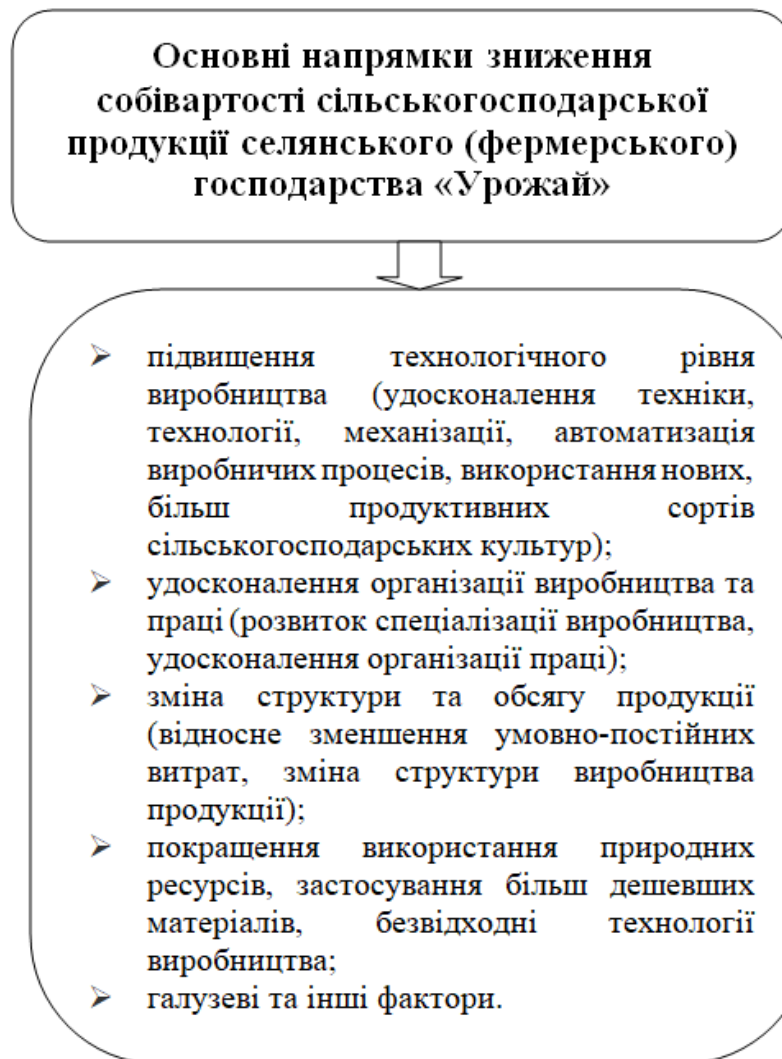 Основні напрямки зниження
собівартості сільськогосподарської
продукції селянського (фермерського)
господарства «Урожай»
➢ підвищення технологічного рівня
виробництва (удосконалення техніки,
технології, механізації, автоматизація
виробничих процесів, використання нових,
більш продуктивних сортів
сільськогосподарських культур);
➢ удосконалення організації виробництва та
праці (розвиток спеціалізації виробництва,
удосконалення організації праці);
➢ зміна структури та обсягу продукції
(відносне зменшення умовно-постійних
витрат, зміна структури виробництва
продукції);
➢ покращення використання природних
ресурсів, застосування більш дешевших
матеріалів, безвідходні технології
виробництва;
➢ галузеві та інші фактори.